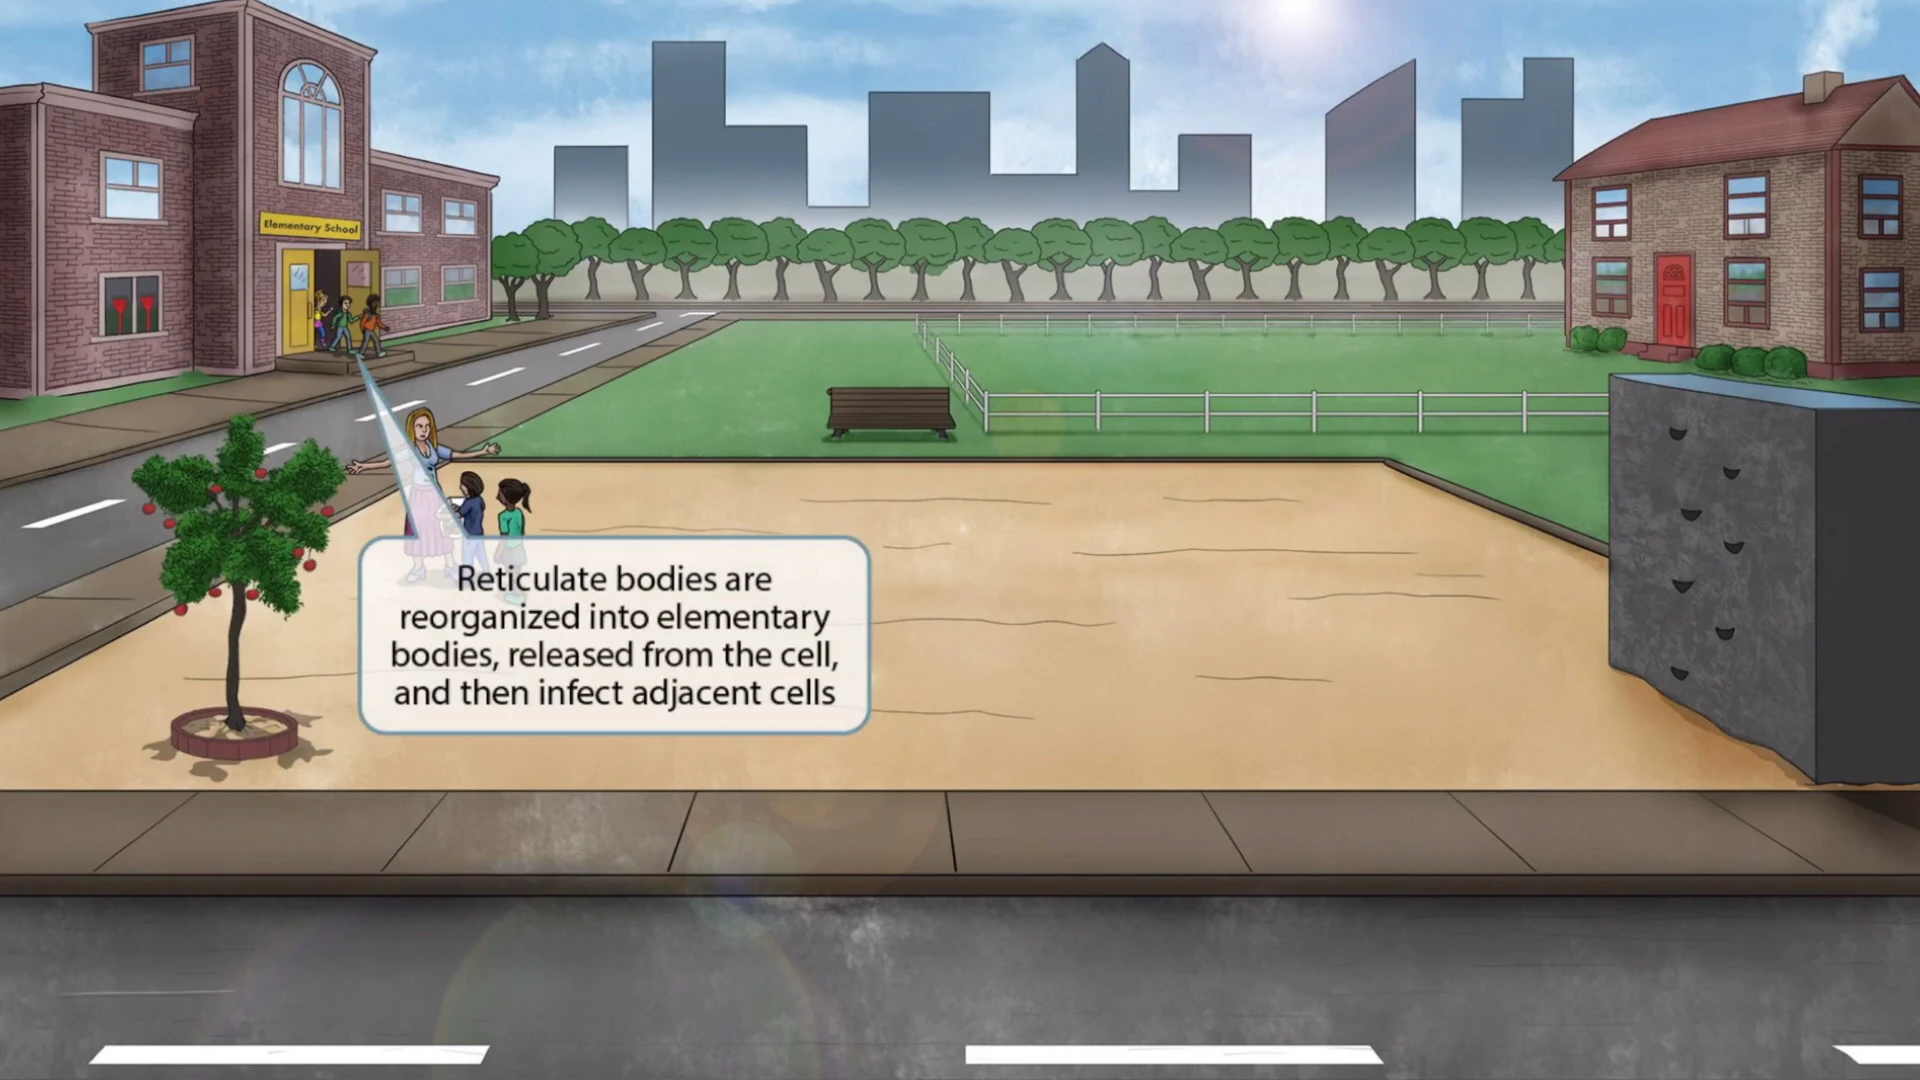 Elementary School
Reticulate bodies are
reorganized into elementary
bodies, released from the cell,
and then infect adjacent cells